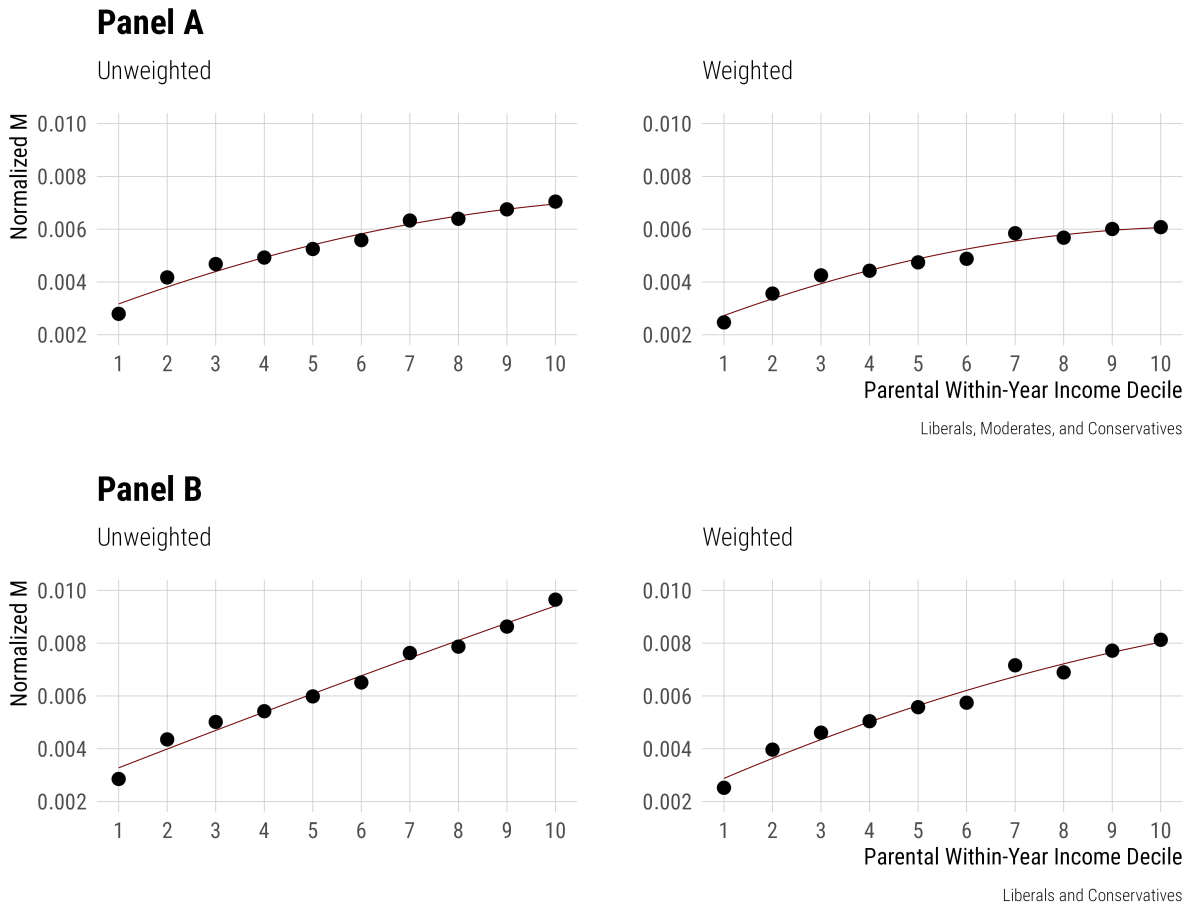 Panel A
Unweighted
Weighted
Normalized M
0.010
0.008
0.006
0.004
0.002
1 2 3 4 5 6 7 8 9 10
0.010
0.008
0.006
0.004
0.002
1 2 3 4 5 6 7 8 9 10
Parental Within-Year Income Decile
Liberals, Moderates, and Conservatives
Panel B
Unweighted
Weighted
Normalized M
0.010
0.008
0.006
0.004
0.002
1 2 3 4 5 6 7 8 9 10
0.010
0.008
0.006
0.004
0.002
1 2 3 4 5 6 7 8 9 10
Parental Within-Year Income Decile
Liberals and Conservatives